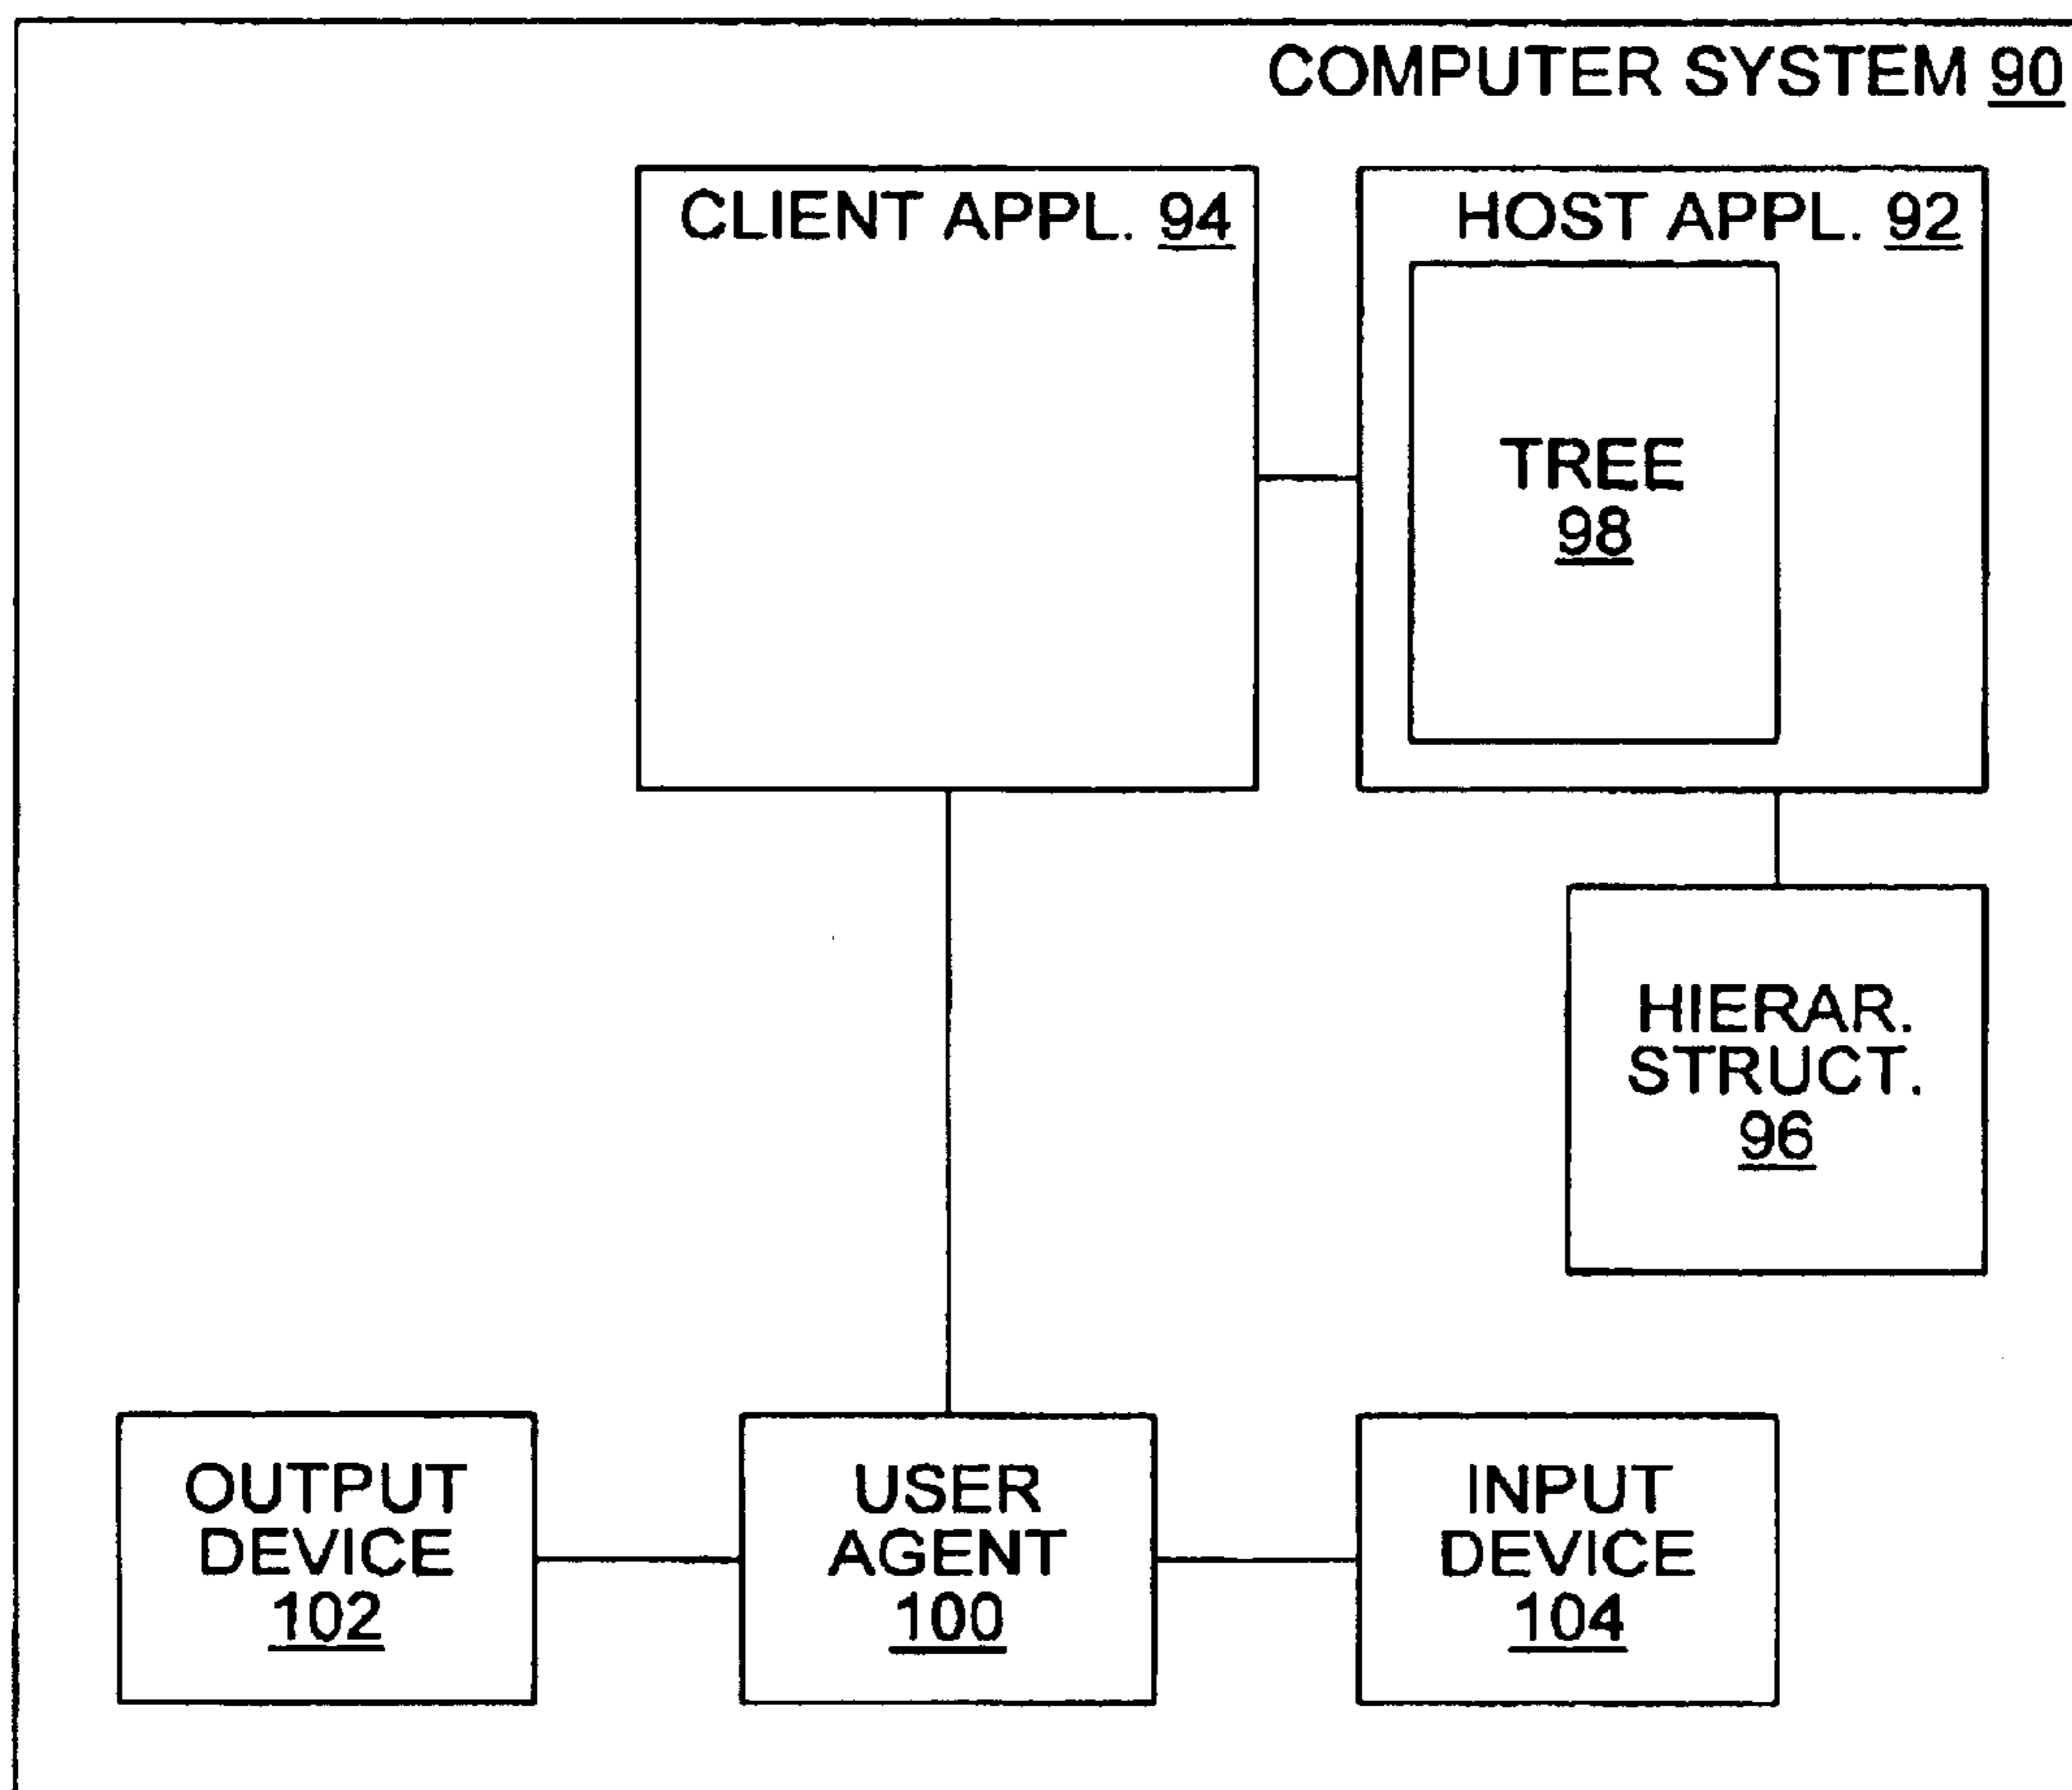 COMPUTER SYSTEM 90
CLIENT APPL. 94
HOST APPL. 92
TREE
98
HIERAR.
STRUCT.
96
OUTPUT
DEVICE
102
USER
AGENT
100
INPUT
DEVICE
104